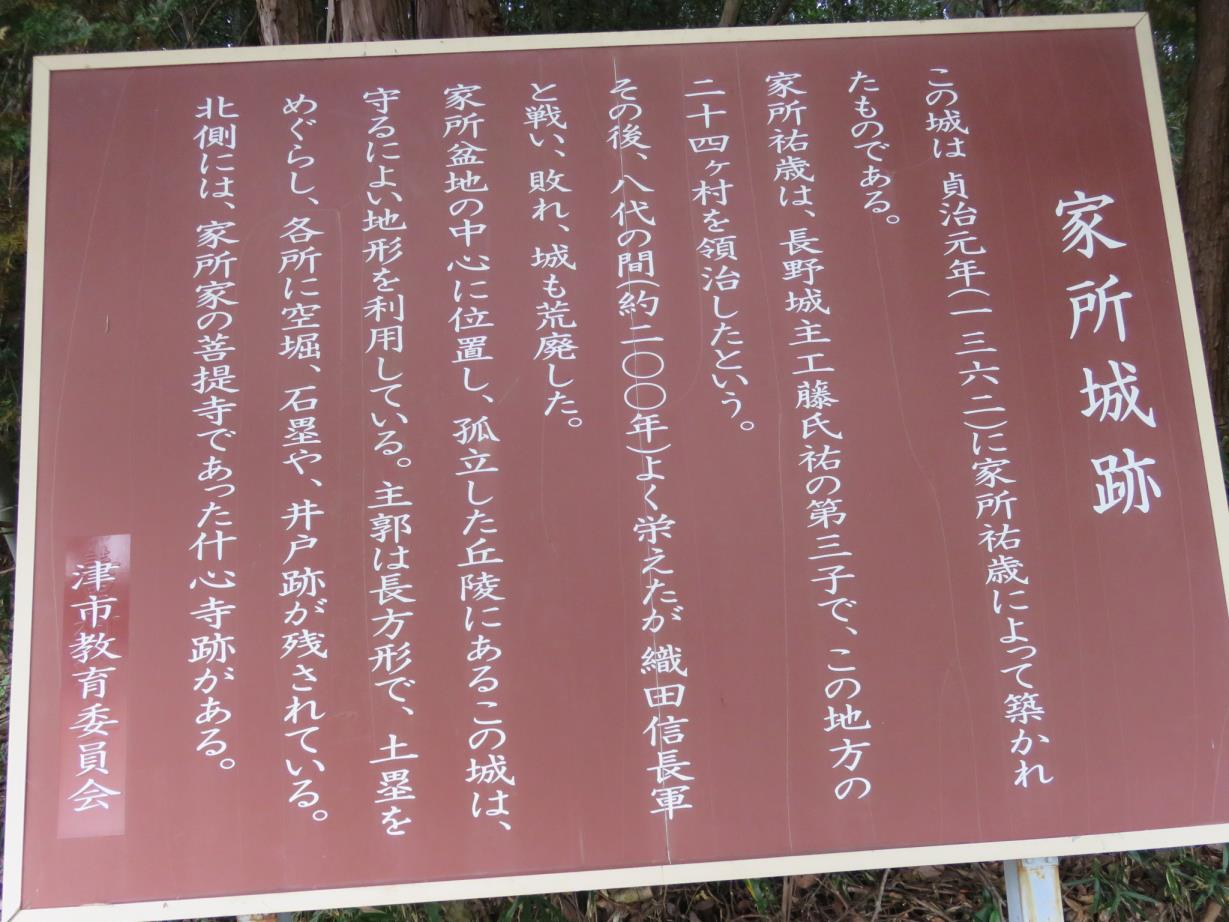 家所城跡
この城は 貞治元年(一三六二)に家所祐歳によって築かれ
たものである。
家所祐歳は、長野城主工藤氏祐の第三子で、この地方の
二十四ヶ村を領治したという。
その後、八代の間(約二〇〇年)よく栄えたが 織田信長軍
と戦い、敗れ、城も荒廃した。
家所盆地の中心に位置し、孤立した丘陵にあるこの城は、
守るによい地形を利用している。主郭は長方形で、土塁を
めぐらし、各所に空堀、石塁や、井戸跡が残されている。
北側には、家所家の菩提寺であった什心寺跡がある。
津市教育委員会